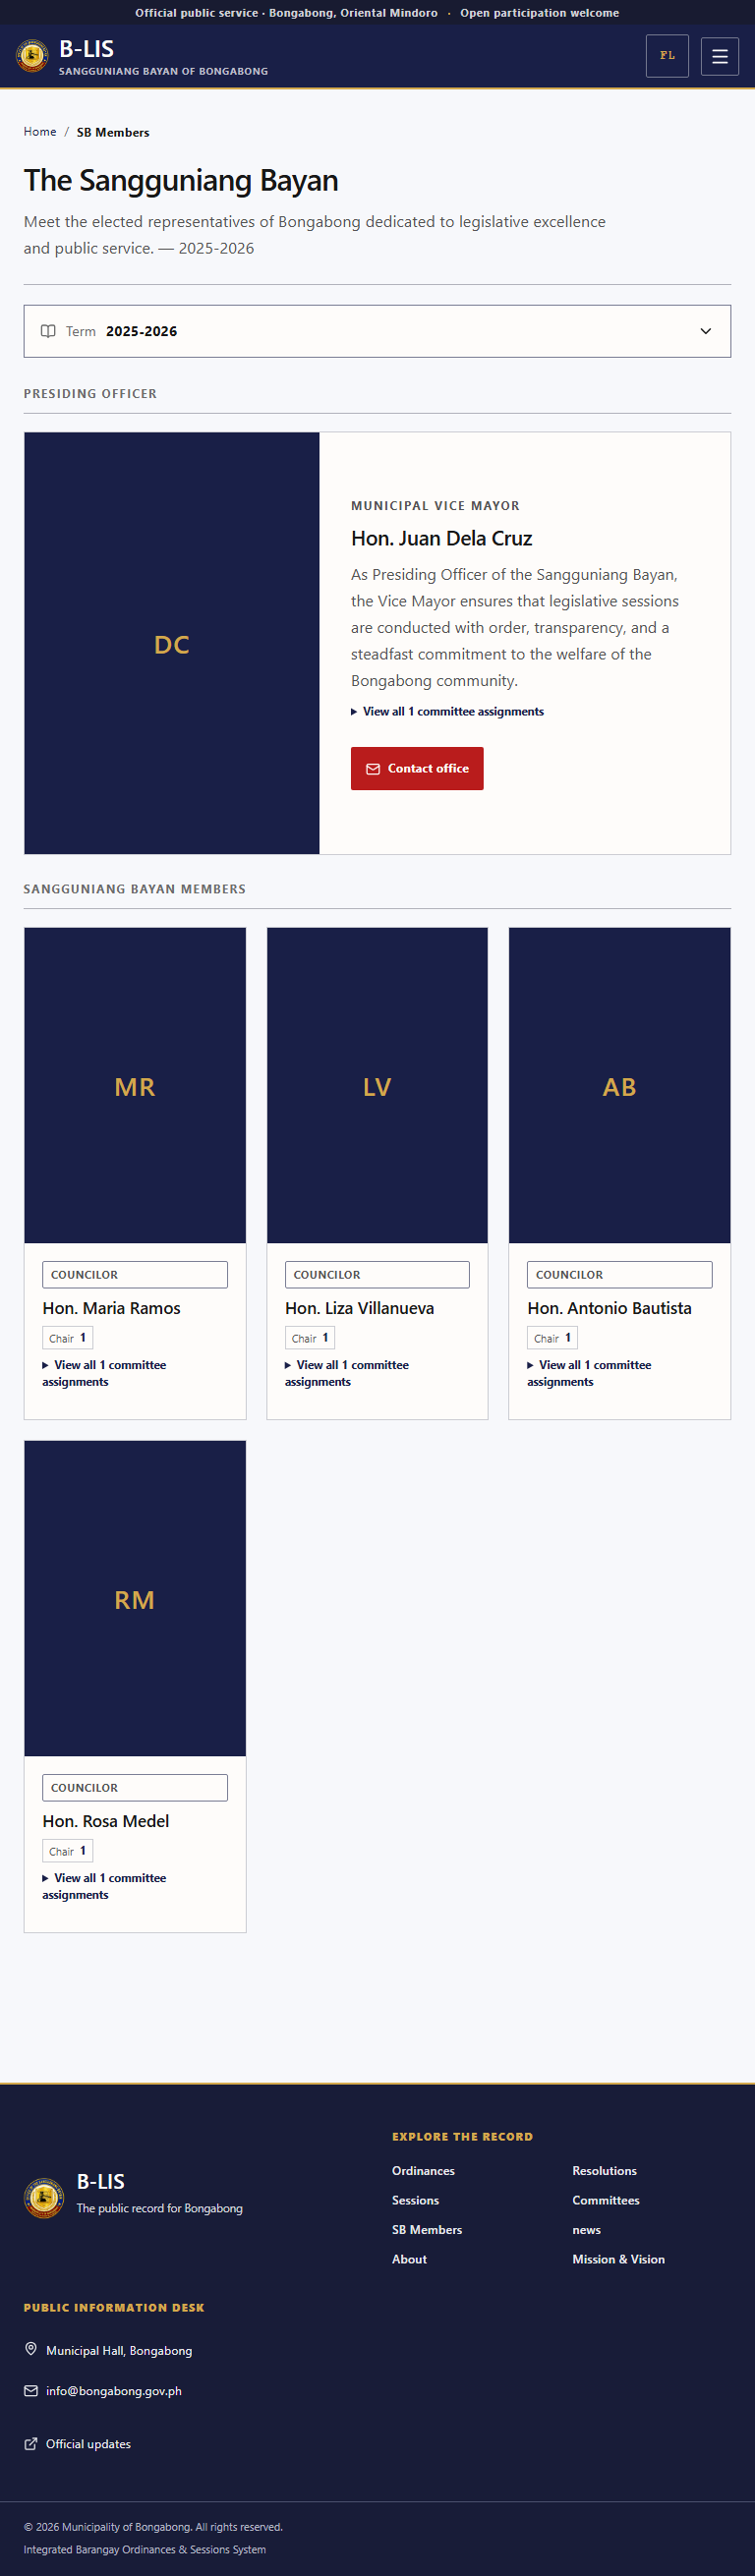 Official public service · Bongabong, Oriental Mindoro · Open participation welcome
B-LIS
SANGGUNIANG BAYAN OF BONGABONG
FL
Home / SB Members
The Sangguniang Bayan
Meet the elected representatives of Bongabong dedicated to legislative excellence
and public service. — 2025-2026
Term 2025-2026
PRESIDING OFFICER
DC
MUNICIPAL VICE MAYOR
Hon. Juan Dela Cruz
As Presiding Officer of the Sangguniang Bayan,
the Vice Mayor ensures that legislative sessions
are conducted with order, transparency, and a
steadfast commitment to the welfare of the
Bongabong community.
View all 1 committee assignments
Contact office
SANGGUNIANG BAYAN MEMBERS
MR
COUNCILOR
Hon. Maria Ramos
Chair 1
View all 1 committee
assignments
LV
COUNCILOR
Hon. Liza Villanueva
Chair 1
View all 1 committee
assignments
AB
COUNCILOR
Hon. Antonio Bautista
Chair 1
View all 1 committee
assignments
RM
COUNCILOR
Hon. Rosa Medel
Chair 1
View all 1 committee
assignments
B-LIS
The public record for Bongabong
EXPLORE THE RECORD
Ordinances
Resolutions
Sessions
Committees
SB Members
news
About
Mission & Vision
PUBLIC INFORMATION DESK
Municipal Hall, Bongabong
info@bongabong.gov.ph
Official updates
© 2026 Municipality of Bongabong. All rights reserved.
Integrated Barangay Ordinances & Sessions System